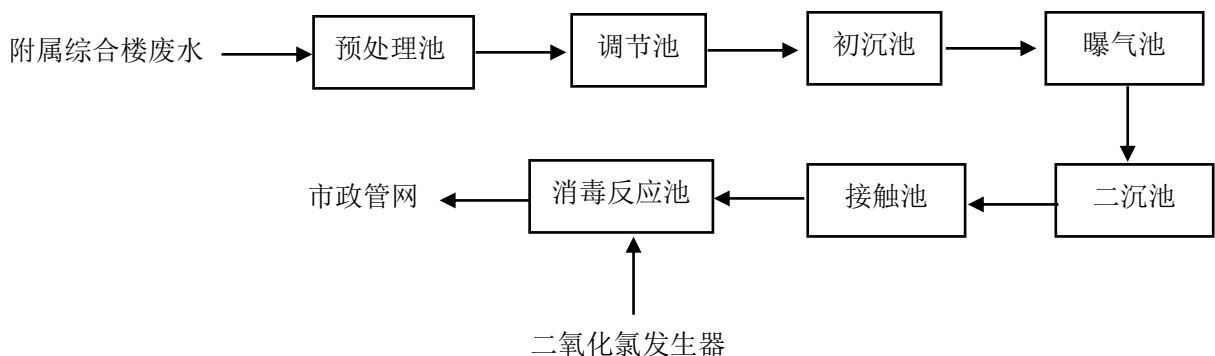 附属综合楼废水
预处理池
调节池
初沉池
曝气池
二沉池
接触池
消毒反应池
市政管网
二氧化氯发生器